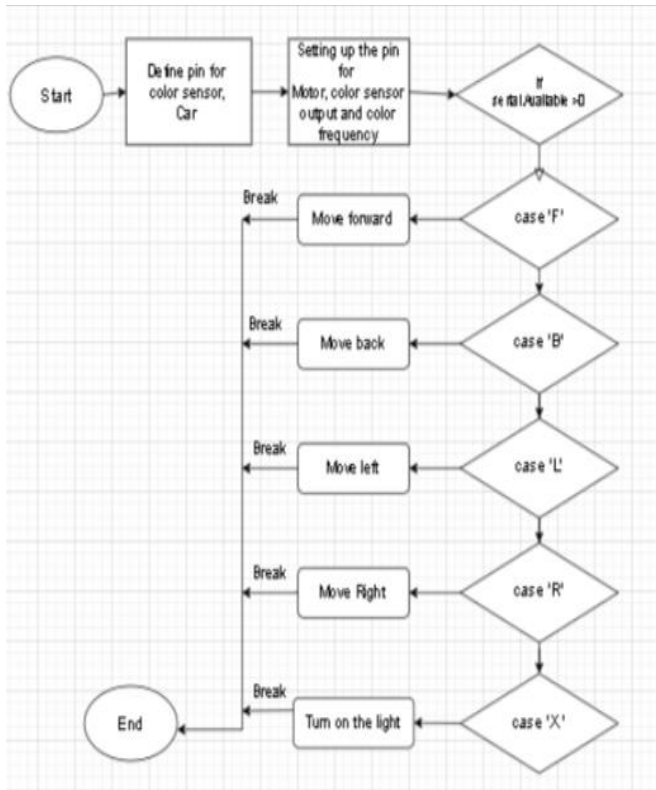 Start
Define pin for
color sensor,
Car
Setting up the pin
for
Motor, color sensor
output and color
frequency
If
serial.Available >0
Break
Move forward
case 'F'
Break
Move back
case 'B'
Break
Move left
case 'L'
Break
Move Right
case 'R'
Break
Turn on the light
case 'X'
End